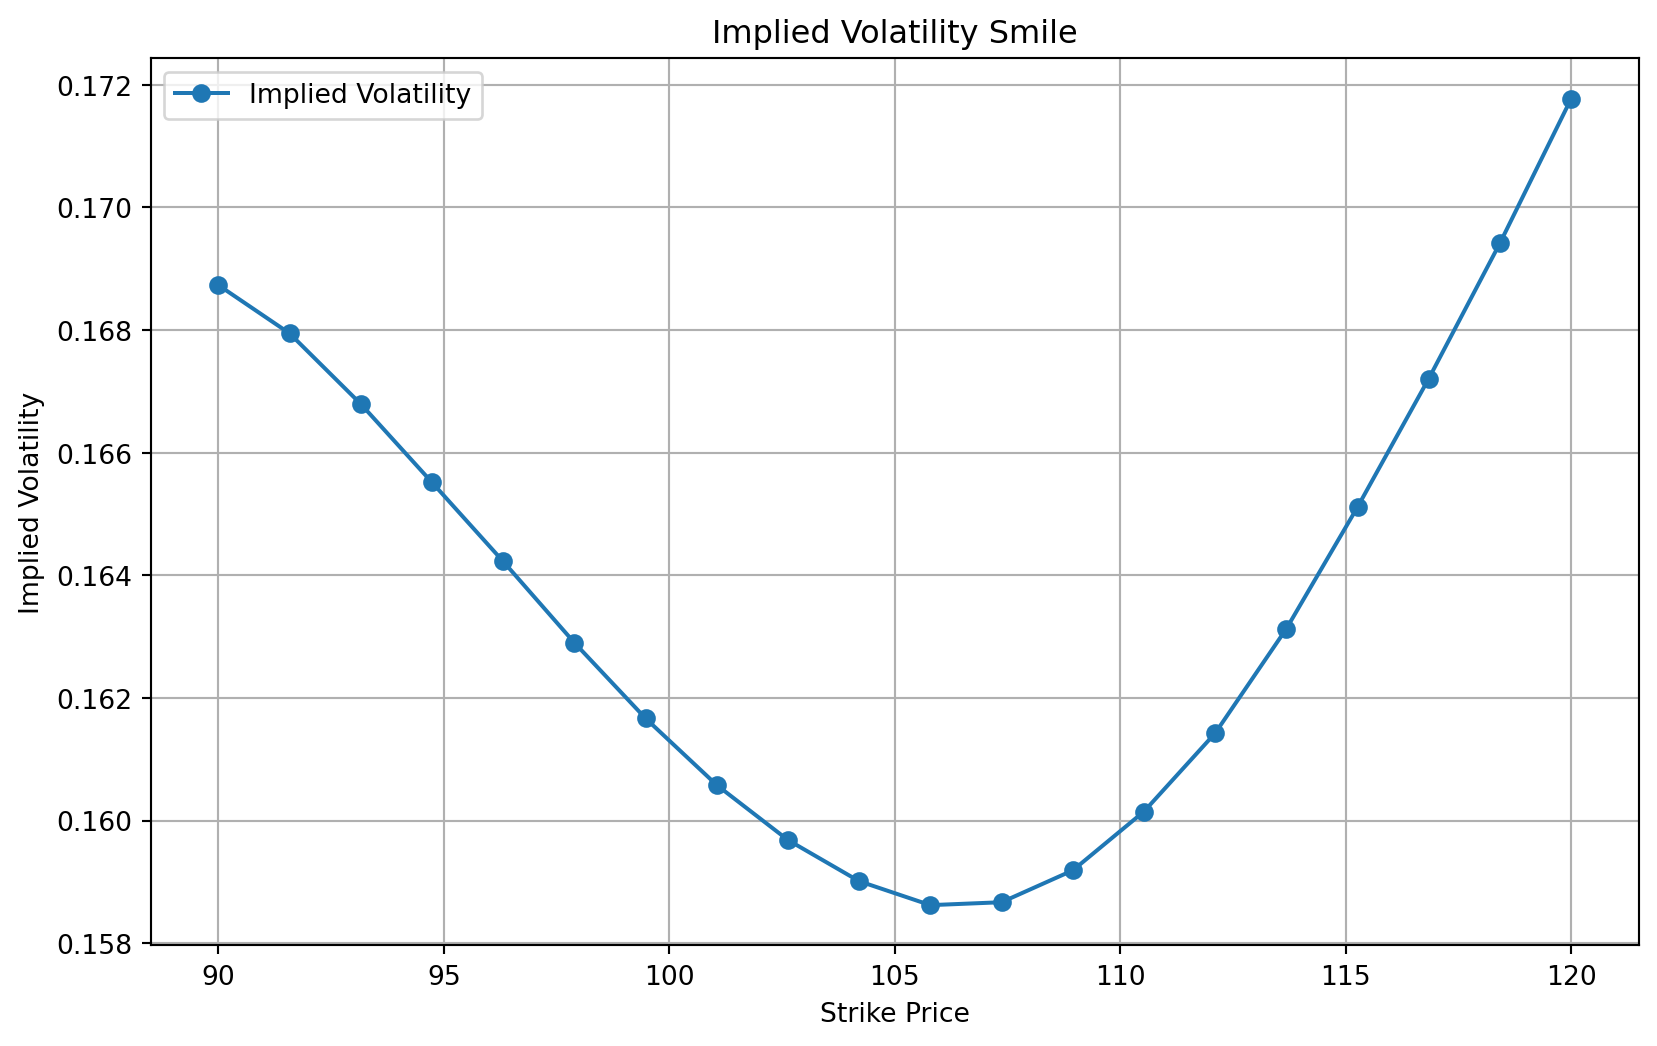 Implied Volatility Smile
Implied Volatility
0.172
0.170
0.168
0.166
0.164
0.162
0.160
0.158
Implied Volatility
90 95 100 105 110 115 120
Strike Price